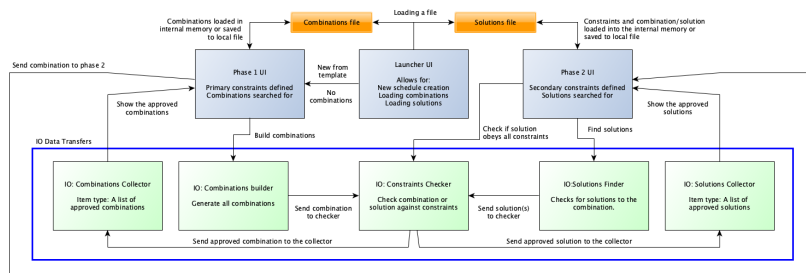 Loading a file
Combinations loaded in
internal memory or saved
to local file
Combinations file
Solutions file
Constraints and combination/solution
loaded into the internal memory or
saved to local file
Send combination to phase 2
Phase 1 UI
Primary constraints defined
Combinations searched for
New from
template
No
combinations
Launcher UI
Allows for:
New schedule creation
Loading combinations
Loading solutions
Phase 2 UI
Secondary constraints defined
Solutions searched for
Show the approved
combinations
Build combinations
Check if solution
obeys all constraints
Find solutions
Show the approved
solutions
IO Data Transfers
IO: Combinations Collector
Item type: A list of
approved combinations
IO: Combinations builder
Generate all combinations
Send combination
to checker
IO: Constraints Checker
Check combination or
solution against constraints
Send solution(s)
to checker
IO:Solutions Finder
Checks for solutions to the
combination.
IO: Solutions Collector
Item type: A list of
approved solutions
Send approved combination to the collector
Send approved solution to the collector